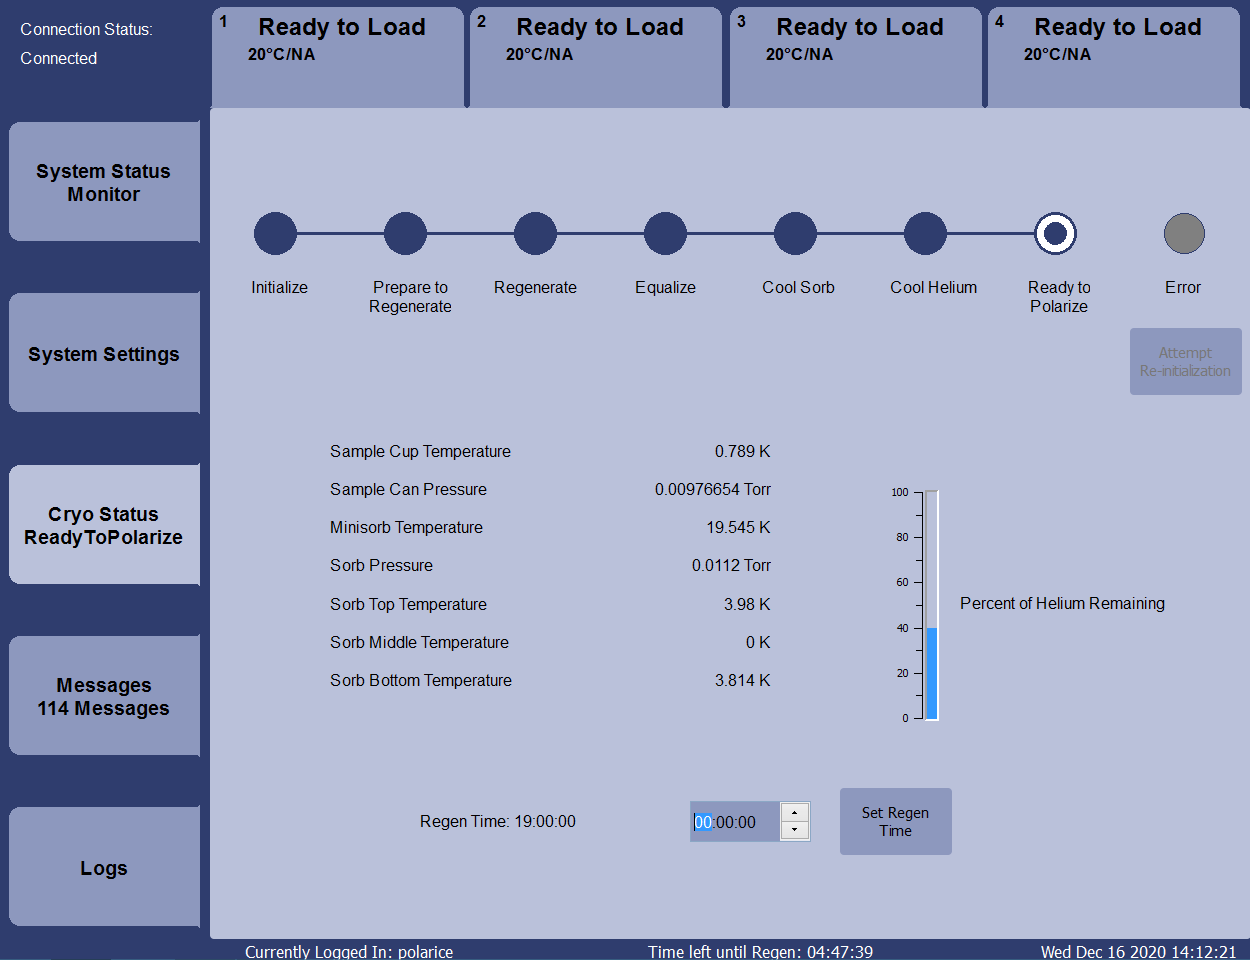 Connection Status:
Connected
1 Ready to Load
20°C/NA
2 Ready to Load
20°C/NA
3 Ready to Load
20°C/NA
4 Ready to Load
20°C/NA
System Status
Monitor
System Settings
Cryo Status
ReadyToPolarize
Messages
114 Messages
Logs
Initialize
Prepare to
Regenerate
Regenerate
Equalize
Cool Sorb
Cool Helium
Ready to
Polarize
Error
Attempt
Re-initialization
Sample Cup Temperature 0.789 K
Sample Can Pressure 0.00976654 Torr
Minisorb Temperature 19.545 K
Sorb Pressure 0.0112 Torr
Sorb Top Temperature 3.98 K
Sorb Middle Temperature 0 K
Sorb Bottom Temperature 3.814 K
100
80
60
40
20
0
Percent of Helium Remaining
Regen Time: 19:00:00
00:00:00
Set Regen
Time
Currently Logged In: polarice
Time left until Regen: 04:47:39
Wed Dec 16 2020 14:12:21